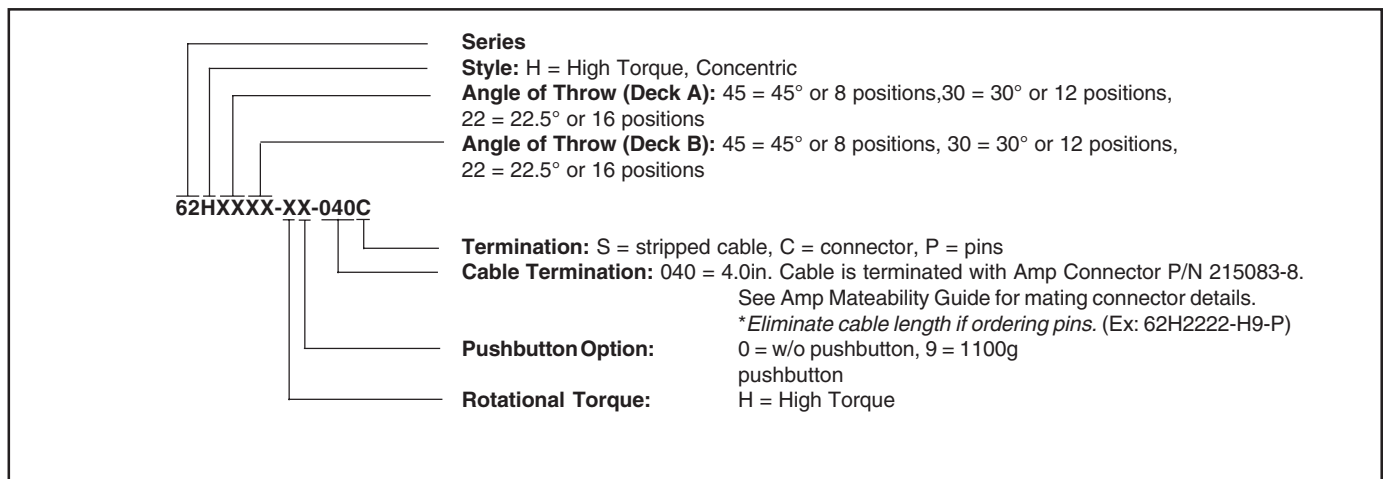 Series
Style: H = High Torque, Concentric
Angle of Throw (Deck A): 45 = 45° or 8 positions,30 = 30° or 12 positions,
22 = 22.5° or 16 positions
Angle of Throw (Deck B): 45 = 45° or 8 positions, 30 = 30° or 12 positions,
22 = 22.5° or 16 positions
62HXXXX-XX-040C
Termination: S = stripped cable, C = connector, P = pins
Cable Termination: 040 = 4.0in. Cable is terminated with Amp Connector P/N 215083-8.
See Amp Mateability Guide for mating connector details.
*Eliminate cable length if ordering pins. (Ex: 62H2222-H9-P)
Pushbutton Option: 0 = w/o pushbutton, 9 = 1100g
pushbutton
Rotational Torque: H = High Torque